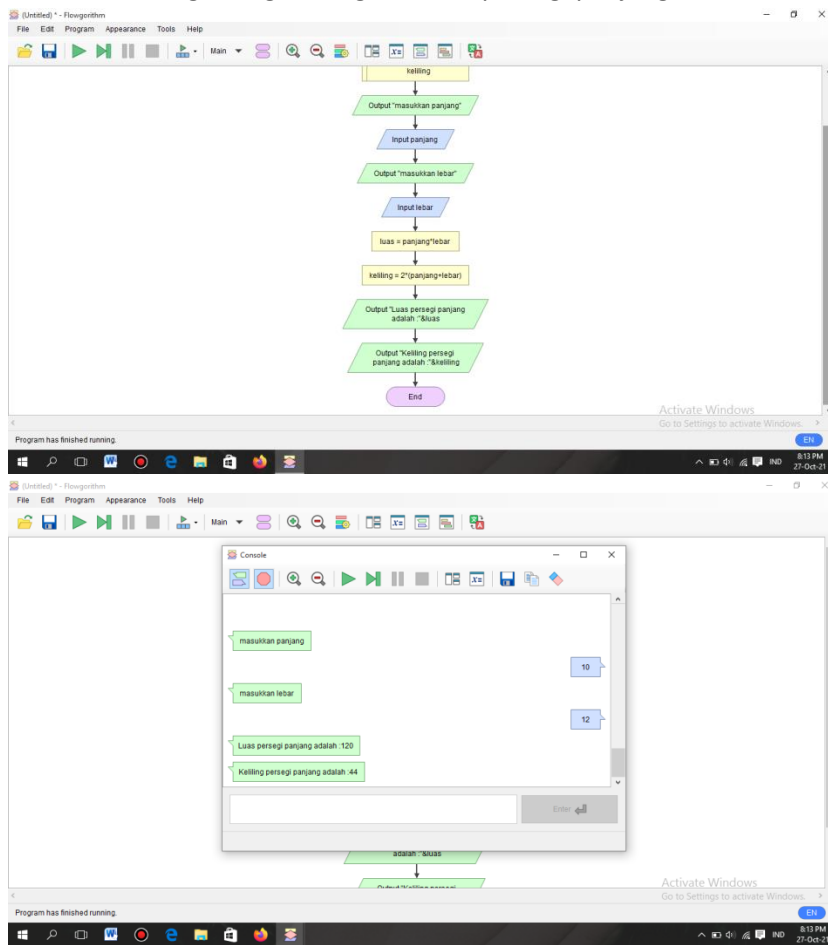 (Untitled) * - Flowgorithm
File Edit Program Appearance Tools Help
Main
keliling
Output "masukkan panjang"
Input panjang
Output "masukkan lebar"
Input lebar
luas = panjang*lebar
keliling = 2*(panjang+lebar)
Output "Luas persegi panjang
adalah :"&luas
Output "Keliling persegi
panjang adalah :"&keliling
End
Activate Windows
Go to Settings to activate Windows.
Program has finished running.
EN
IND
8:13 PM
27-Oct-21
(Untitled) * - Flowgorithm
File Edit Program Appearance Tools Help
Main
Console
masukkan panjang
10
masukkan lebar
12
Luas persegi panjang adalah :120
Keliling persegi panjang adalah :44
Enter
adalah :"&luas
Activate Windows
Go to Settings to activate Windows.
Program has finished running.
EN
IND
8:13 PM
27-Oct-21